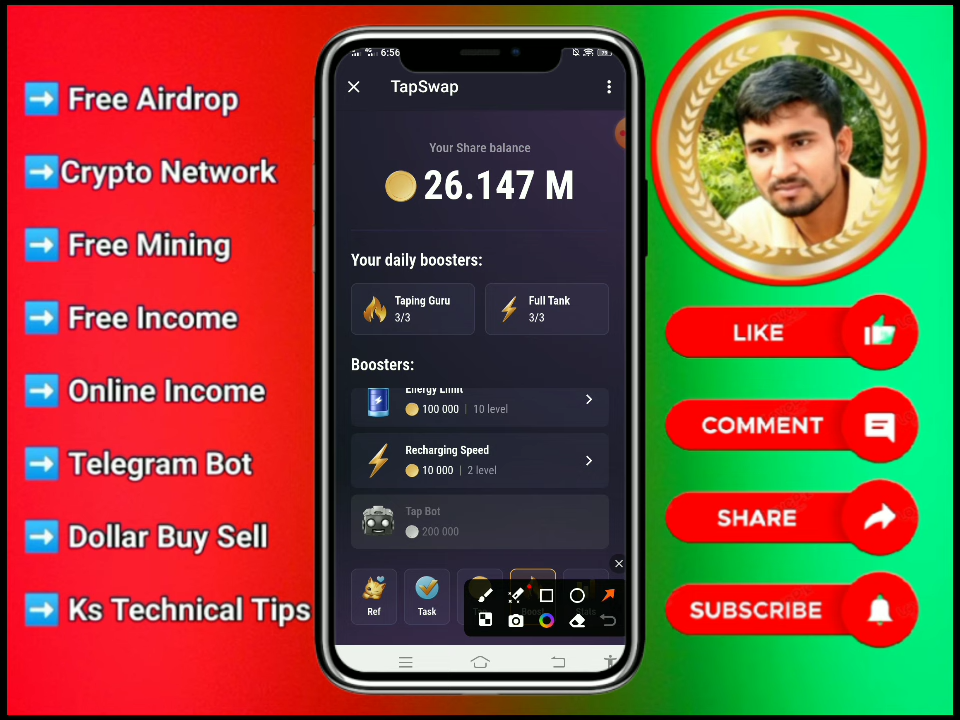 Free Airdrop
Crypto Network
Free Mining
Free Income
Online Income
Telegram Bot
Dollar Buy Sell
Ks Technical Tips
6:56
TapSwap
Your Share balance
26.147 M
Your daily boosters:
Taping Guru
3/3
Full Tank
3/3
Boosters:
Energy Limit
100 000 | 10 level
Recharging Speed
10 000 | 2 level
Tap Bot
200 000
Ref
Task
LIKE
COMMENT
SHARE
SUBSCRIBE